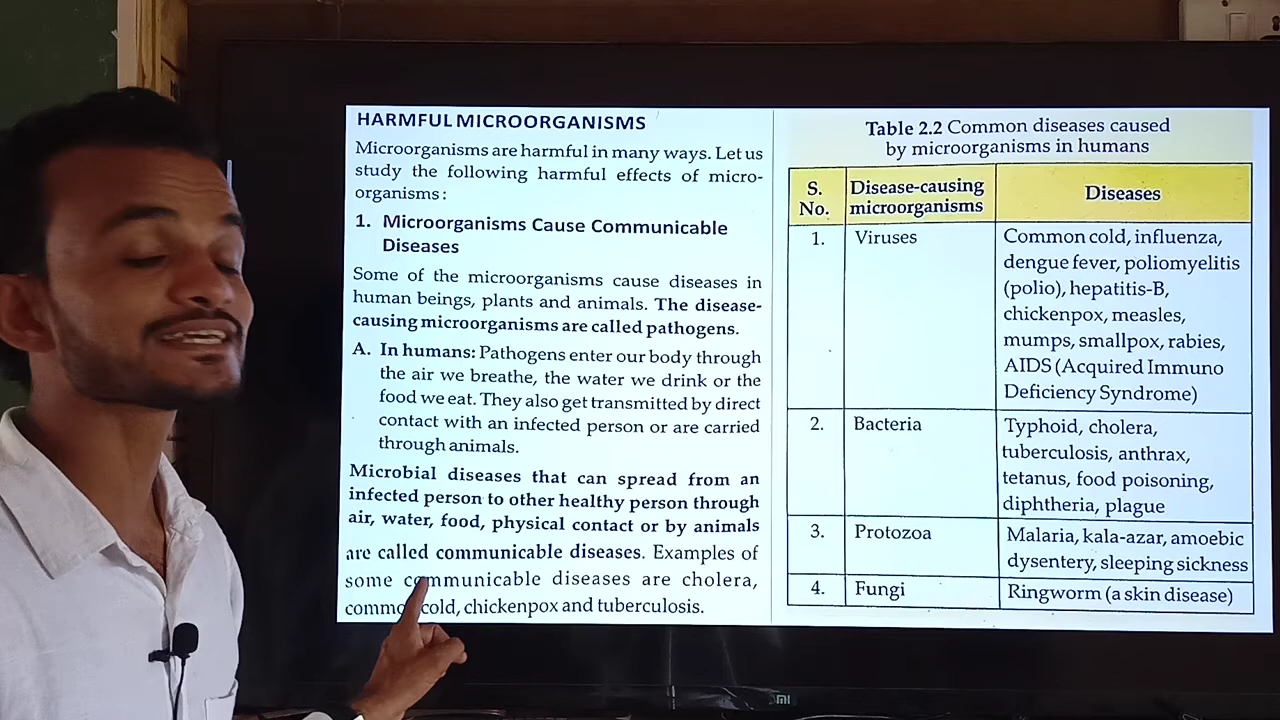 HARMFUL MICROORGANISMS
Microorganisms are harmful in many ways. Let us
study the following harmful effects of micro-
organisms:
1. Microorganisms Cause Communicable
Diseases
Some of the microorganisms cause diseases in
human beings, plants and animals. The disease-
causing microorganisms are called pathogens.
A. In humans: Pathogens enter our body through
the air we breathe, the water we drink or the
food we eat. They also get transmitted by direct
contact with an infected person or are carried
through animals.
Microbial diseases that can spread from an
infected person to other healthy person through
air, water, food, physical contact or by animals
are called communicable diseases. Examples of
some communicable diseases are cholera,
common cold, chickenpox and tuberculosis.
Table 2.2 Common diseases caused
by microorganisms in humans
S. No. Disease-causing microorganisms Diseases
1. Viruses Common cold, influenza,
dengue fever, poliomyelitis
(polio), hepatitis-B,
chickenpox, measles,
mumps, smallpox, rabies,
AIDS (Acquired Immuno
Deficiency Syndrome)
2. Bacteria Typhoid, cholera,
tuberculosis, anthrax,
tetanus, food poisoning,
diphtheria, plague
3. Protozoa Malaria, kala-azar, amoebic
dysentery, sleeping sickness
4. Fungi Ringworm (a skin disease)
mi